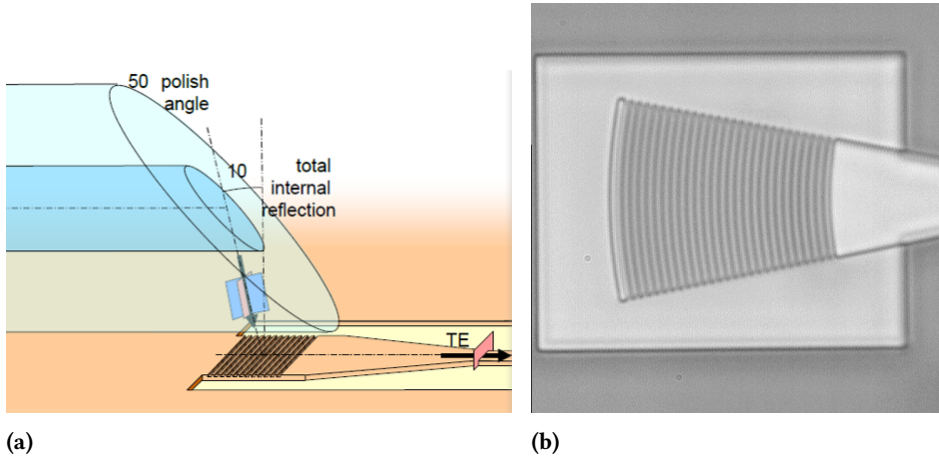 50 polish
angle
10 total
internal
reflection
TE
(a)
(b)